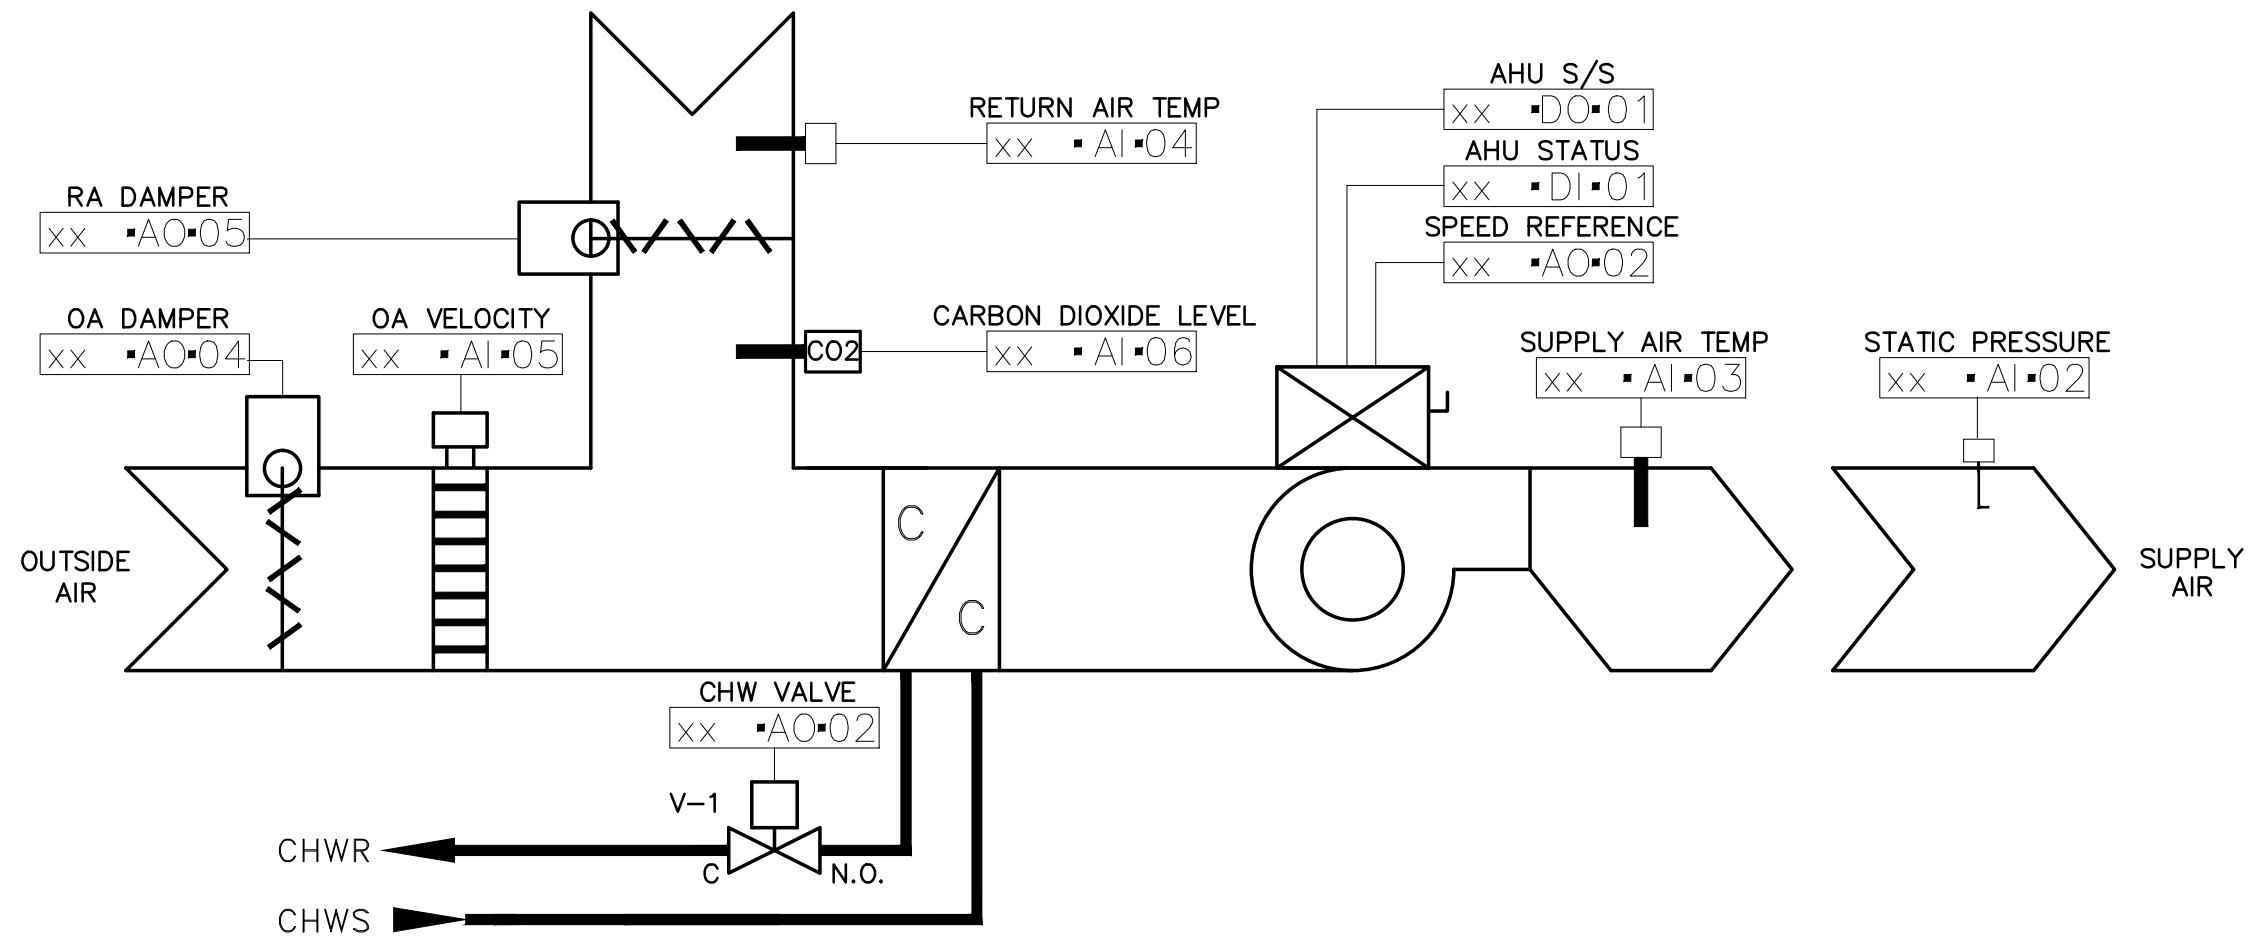 AHU S/S
xx ▪DO▪01
RETURN AIR TEMP
xx ▪AI▪04
AHU STATUS
xx ▪DI▪01
RA DAMPER
xx ▪AO▪05
SPEED REFERENCE
xx ▪AO▪02
OA DAMPER
xx ▪AO▪04
OA VELOCITY
xx ▪AI▪05
CARBON DIOXIDE LEVEL
CO2
xx ▪AI▪06
SUPPLY AIR TEMP
xx ▪AI▪03
STATIC PRESSURE
xx ▪AI▪02
OUTSIDE
AIR
C
C
SUPPLY
AIR
CHW VALVE
xx ▪AO▪02
V-1
CHWR
C
N.O.
CHWS